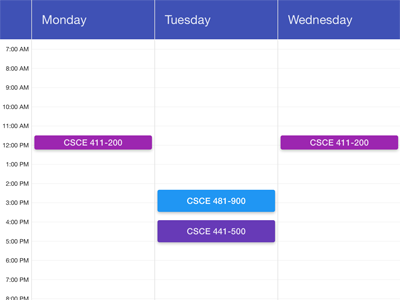 Monday Tuesday Wednesday
7:00 AM
8:00 AM
9:00 AM
10:00 AM
11:00 AM
CSCE 411-200 CSCE 411-200
12:00 PM
1:00 PM
2:00 PM
CSCE 481-900
3:00 PM
4:00 PM
CSCE 441-500
5:00 PM
6:00 PM
7:00 PM
8:00 PM